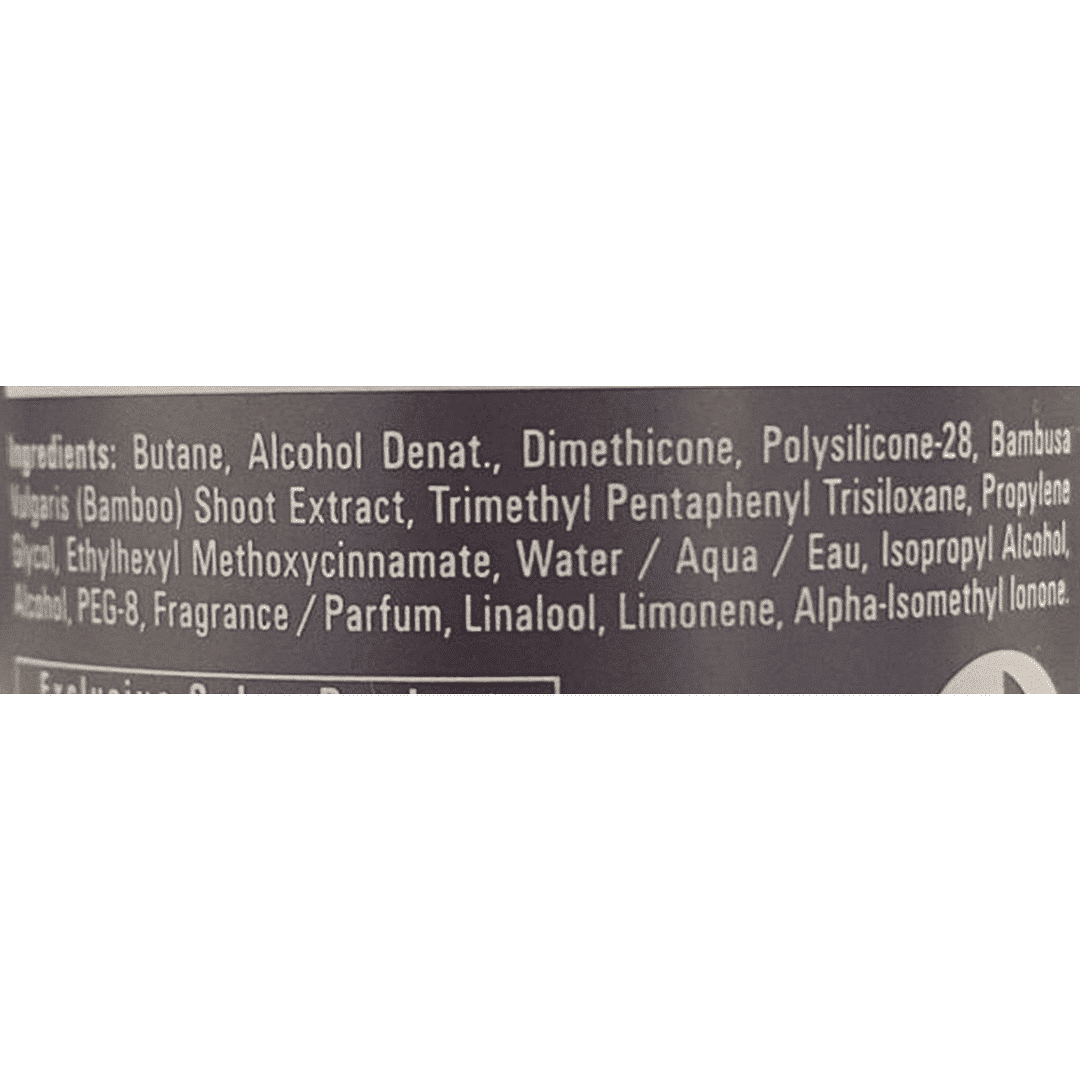 Ingredients: Butane, Alcohol Denat., Dimethicone, Polysilicone-28, Bambusa
Vulgaris (Bamboo) Shoot Extract, Trimethyl Pentaphenyl Trisiloxane, Propylene
Glycol, Ethylhexyl Methoxycinnamate, Water / Aqua / Eau, Isopropyl Alcohol,
Alcohol, PEG-8, Fragrance / Parfum, Linalool, Limonene, Alpha-Isomethyl Ionone.
Exclusive